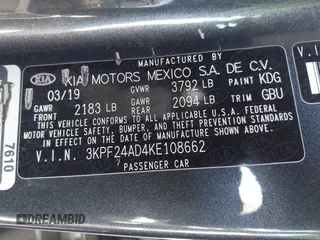 MANUFACTURED BY
KIA KIA MOTORS MEXICO S.A. DE C.V.
03/19 GVWR 3792 LB PAINT KDG
GAWR FRONT 2183 LB GAWR REAR 2094 LB TRIM GBU
THIS VEHICLE CONFORMS TO ALL APPLICABLE U.S.A. FEDERAL
MOTOR VEHICLE SAFETY, BUMPER, AND THEFT PREVENTION
STANDARDS IN EFFECT ON THE DATE OF MANUFACTURE SHOWN ABOVE.
V.I.N. 3KPF24AD4KE108662
PASSENGER CAR
V.I.N
7610
DREAMBID